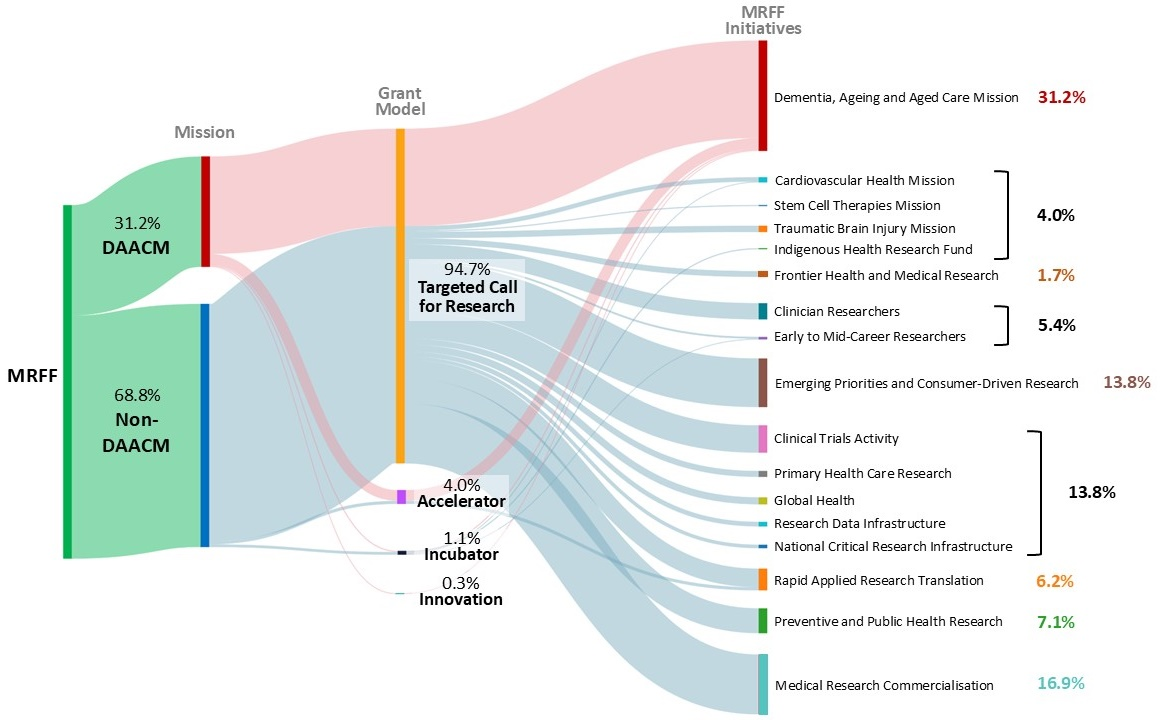 MRFF
Initiatives
Grant
Model
Mission
Dementia, Ageing and Aged Care Mission 31.2%
Cardiovascular Health Mission
Stem Cell Therapies Mission
4.0%
Traumatic Brain Injury Mission
Indigenous Health Research Fund
Frontier Health and Medical Research 1.7%
31.2%
DAACM
94.7%
Targeted Call
for Research
Clinician Researchers
5.4%
Early to Mid-Career Researchers
MRFF
Emerging Priorities and Consumer-Driven Research 13.8%
68.8%
Non-
DAACM
Clinical Trials Activity
Primary Health Care Research
13.8%
Global Health
Research Data Infrastructure
National Critical Research Infrastructure
4.0%
Accelerator
1.1%
Incubator
0.3%
Innovation
Rapid Applied Research Translation 6.2%
Preventive and Public Health Research 7.1%
Medical Research Commercialisation 16.9%